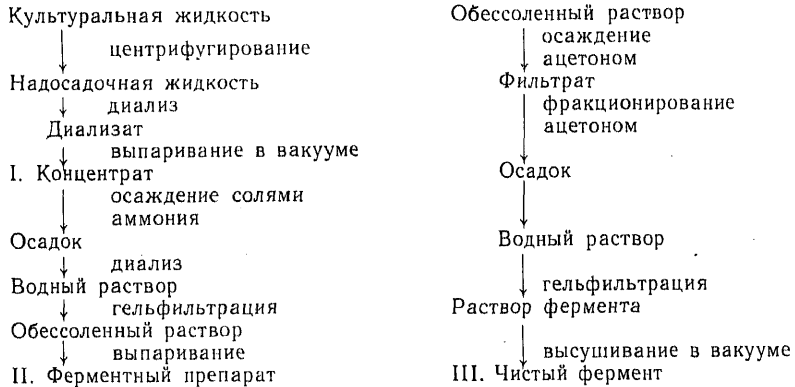 Культуральная жидкость
центрифугирование
Надосадочная жидкость
диализ
Диализат
выпаривание в вакууме
I. Концентрат
осаждение солями
аммония
Осадок
диализ
Водный раствор
гельфильтрация
Обессоленный раствор
выпаривание
II. Ферментный препарат
Обессоленный раствор
осаждение
ацетоном
Фильтрат
фракционирование
ацетоном
Осадок
Водный раствор
гельфильтрация
Раствор фермента
высушивание в вакууме
III. Чистый фермент